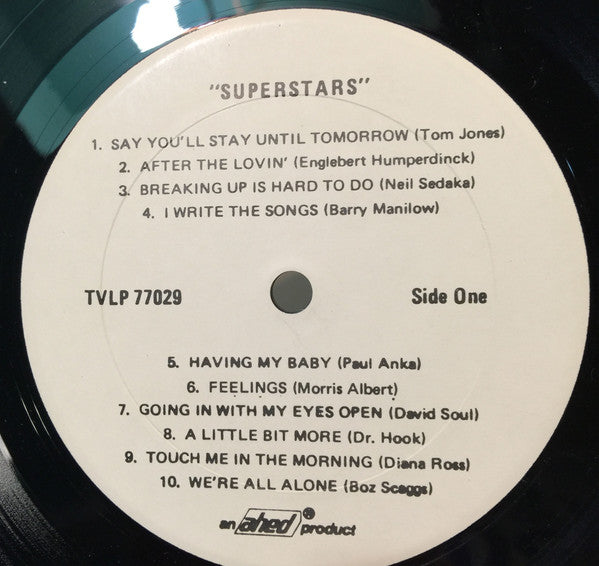 "SUPERSTARS"
1. SAY YOU'LL STAY UNTIL TOMORROW (Tom Jones)
2. AFTER THE LOVIN' (Englebert Humperdinck)
3. BREAKING UP IS HARD TO DO (Neil Sedaka)
4. I WRITE THE SONGS (Barry Manilow)
TVLP 77029 Side One
5. HAVING MY BABY (Paul Anka)
6. FEELINGS (Morris Albert)
7. GOING IN WITH MY EYES OPEN (David Soul)
8. A LITTLE BIT MORE (Dr. Hook)
9. TOUCH ME IN THE MORNING (Diana Ross)
10. WE'RE ALL ALONE (Boz Scaggs)
an ahed ® product